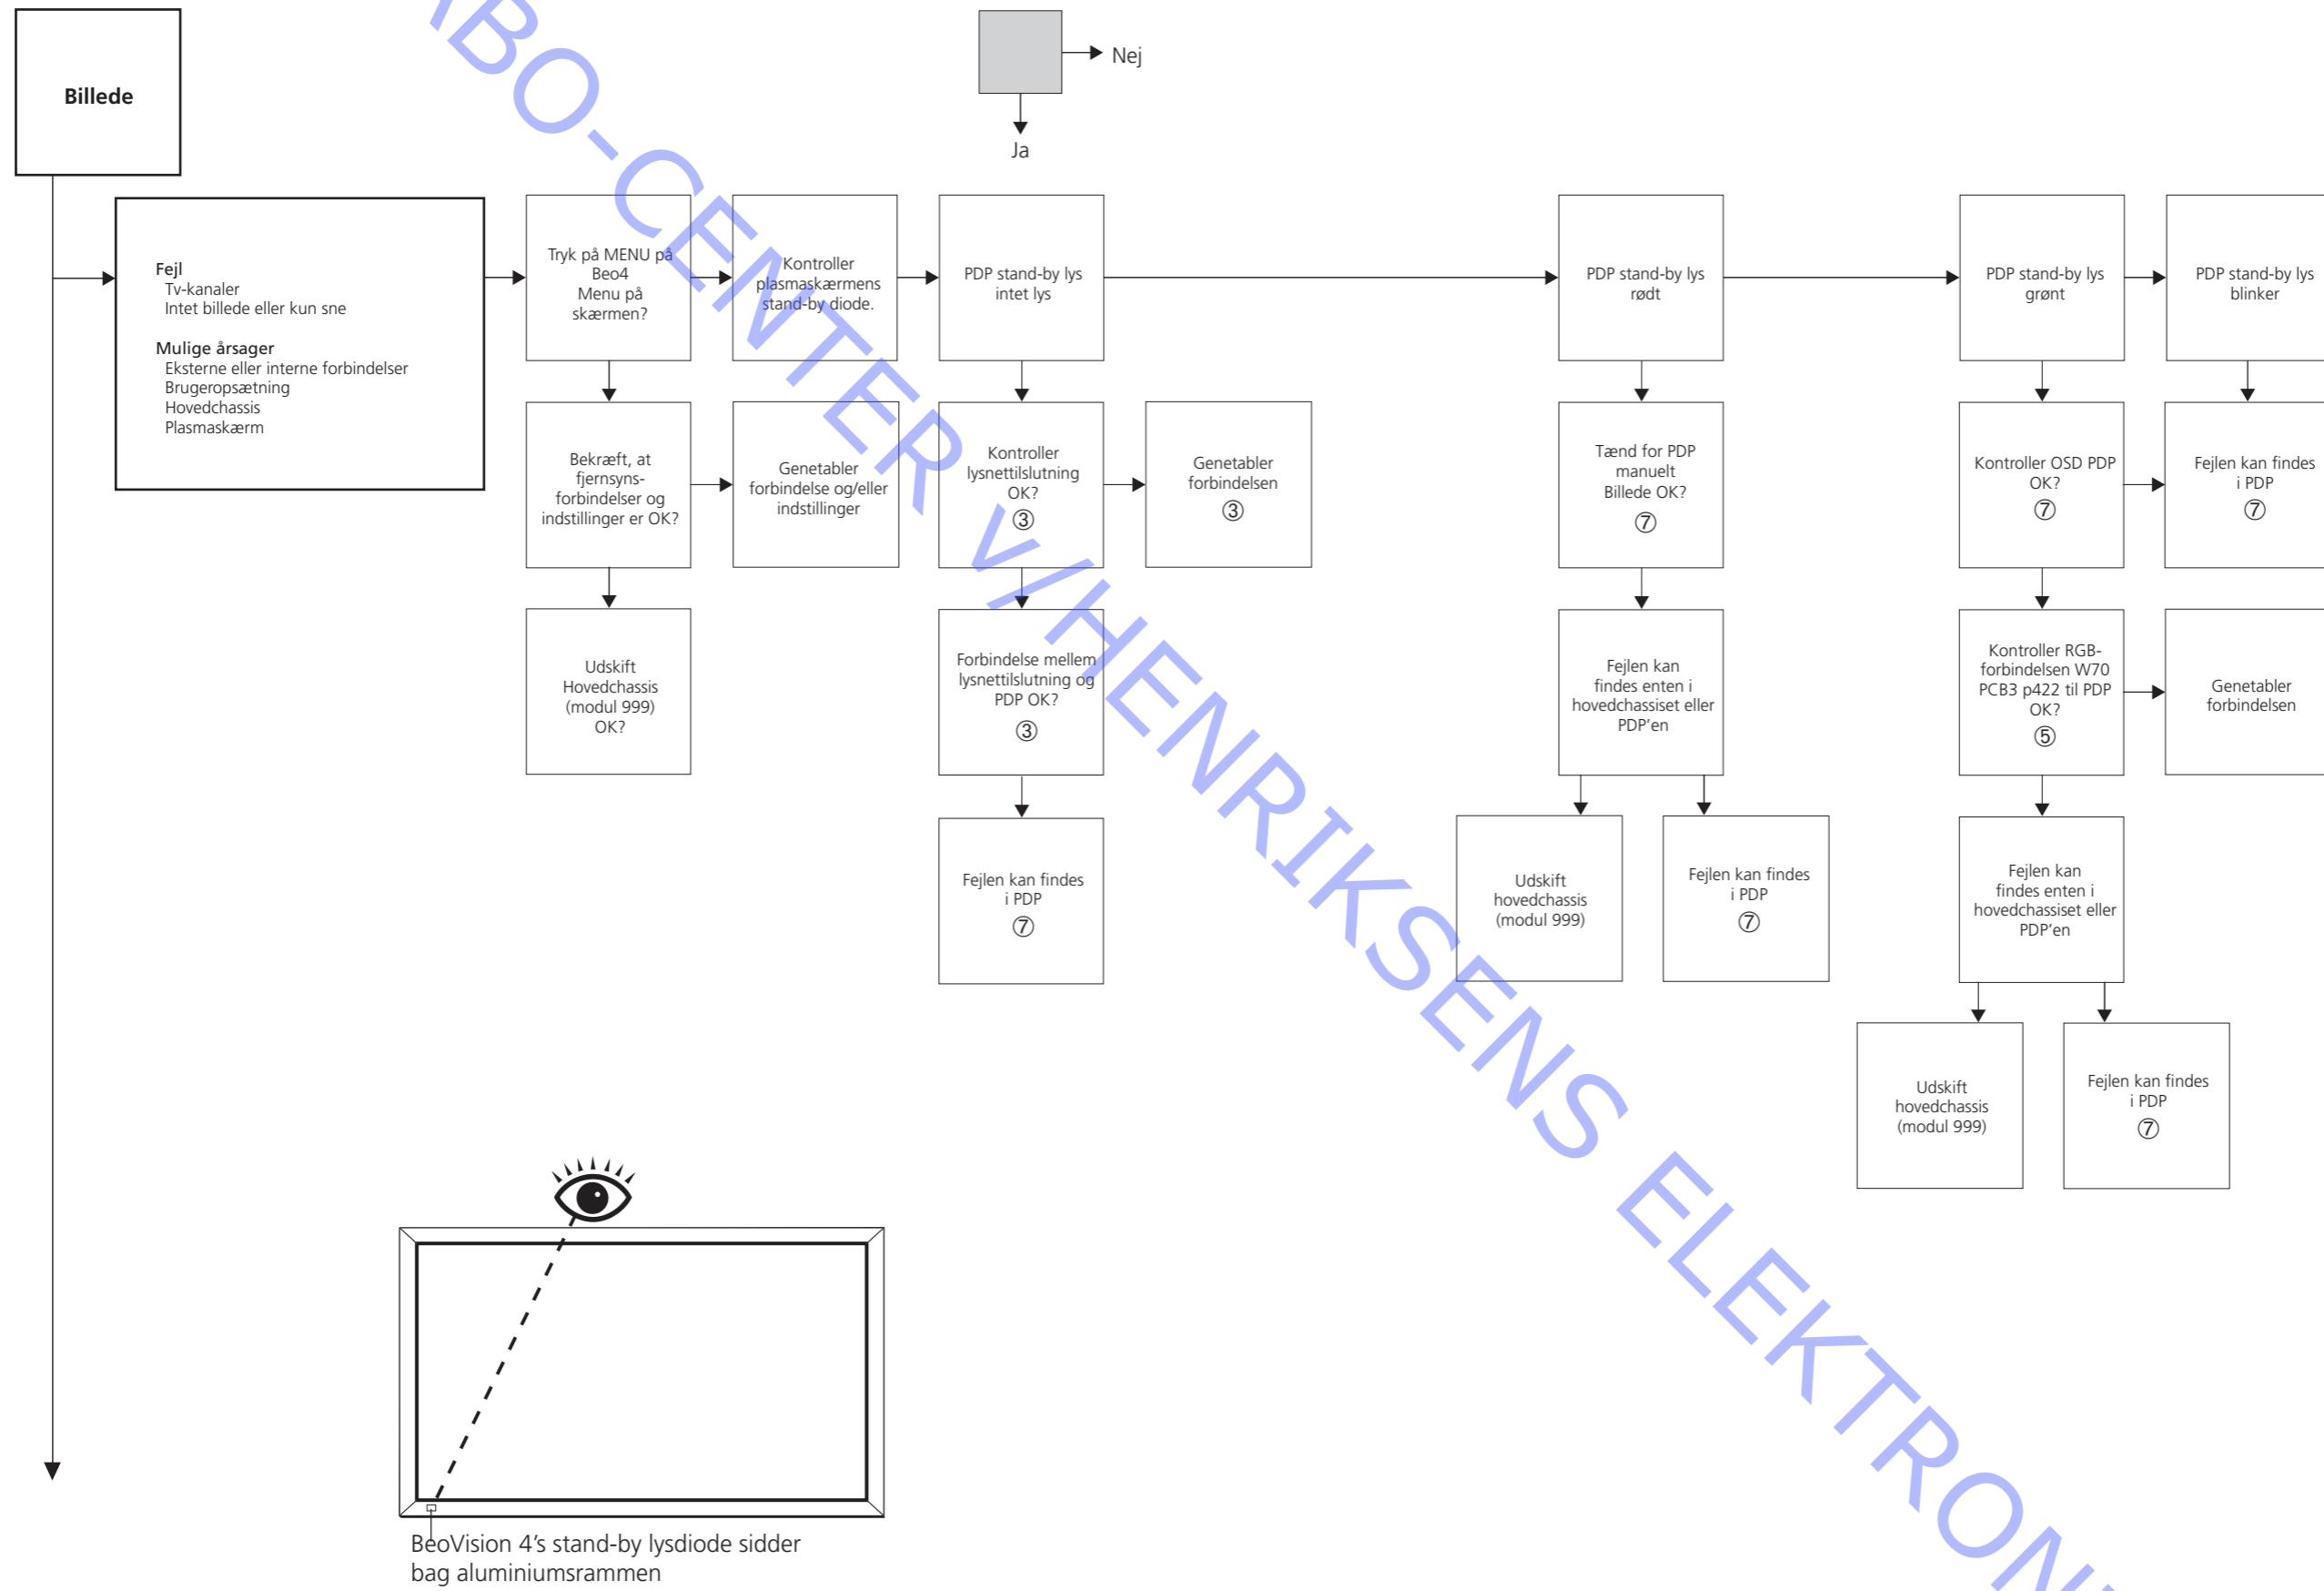 Billede
Nej
Ja
Fejl
Tv-kanaler
Intet billede eller kun sne
Mulige årsager
Eksterne eller interne forbindelser
Brugeropsætning
Hovedchassis
Plasmaskærm
Tryk på MENU på
Beo4
Menu på
skærmen?
Kontroller
plasmaskærmens
stand-by diode.
PDP stand-by lys
intet lys
PDP stand-by lys
rødt
PDP stand-by lys
grønt
PDP stand-by lys
blinker
Bekræft, at
fjernsyns-
forbindelser og
indstillinger er OK?
Genetabler
forbindelse og/eller
indstillinger
Kontroller
lysnettilslutning
OK?
③
Genetabler
forbindelsen
③
Tænd for PDP
manuelt
Billede OK?
⑦
Kontroller OSD PDP
OK?
⑦
Fejlen kan findes
i PDP
⑦
Udskift
Hovedchassis
(modul 999)
OK?
Forbindelse mellem
lysnettilslutning og
PDP OK?
③
Fejlen kan
findes enten i
hovedchassiset eller
PDP'en
Kontroller RGB-
forbindelsen W70
PCB3 p422 til PDP
OK?
⑤
Genetabler
forbindelsen
Fejlen kan findes
i PDP
⑦
Udskift
hovedchassis
(modul 999)
Fejlen kan findes
i PDP
⑦
Fejlen kan
findes enten i
hovedchassiset eller
PDP'en
Udskift
hovedchassis
(modul 999)
Fejlen kan findes
i PDP
⑦
BeoVision 4's stand-by lysdiode sidder
bag aluminiumsrammen